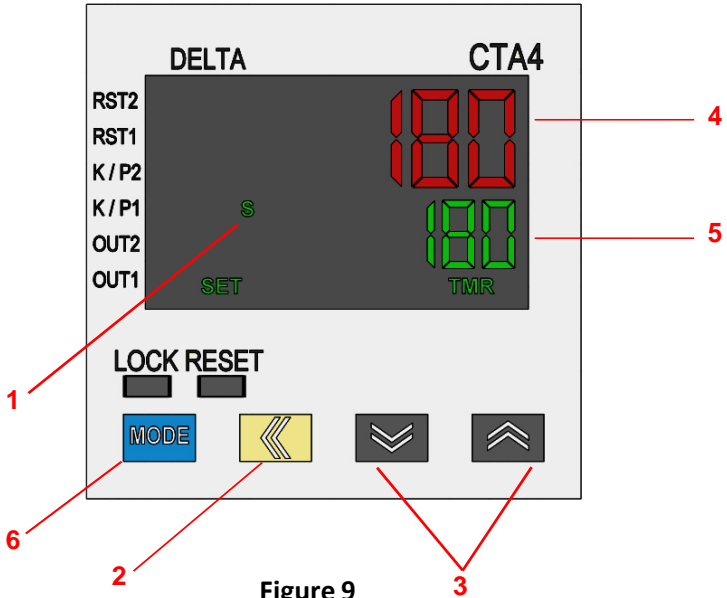 DELTA CTA4
RST2
180 4
RST1
K / P2
K / P1
S
180 5
OUT2
OUT1
SET TMR
LOCK RESET
1
MODE
6
2
3
Figure 9